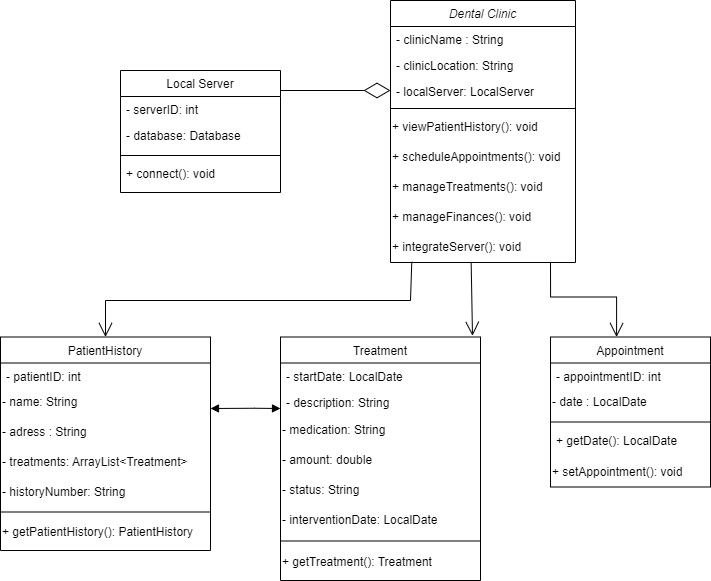 Dental Clinic
- clinicName : String
- clinicLocation: String
- localServer: LocalServer
+ viewPatientHistory(): void
+ scheduleAppointments(): void
+ manageTreatments(): void
+ manageFinances(): void
+ integrateServer(): void
Local Server
- serverID: int
- database: Database
+ connect(): void
PatientHistory
- patientID: int
- name: String
- adress : String
- treatments: ArrayList<Treatment>
- historyNumber: String
+ getPatientHistory(): PatientHistory
Treatment
- startDate: LocalDate
- description: String
- medication: String
- amount: double
- status: String
- interventionDate: LocalDate
+ getTreatment(): Treatment
Appointment
- appointmentID: int
- date : LocalDate
+ getDate(): LocalDate
+ setAppointment(): void